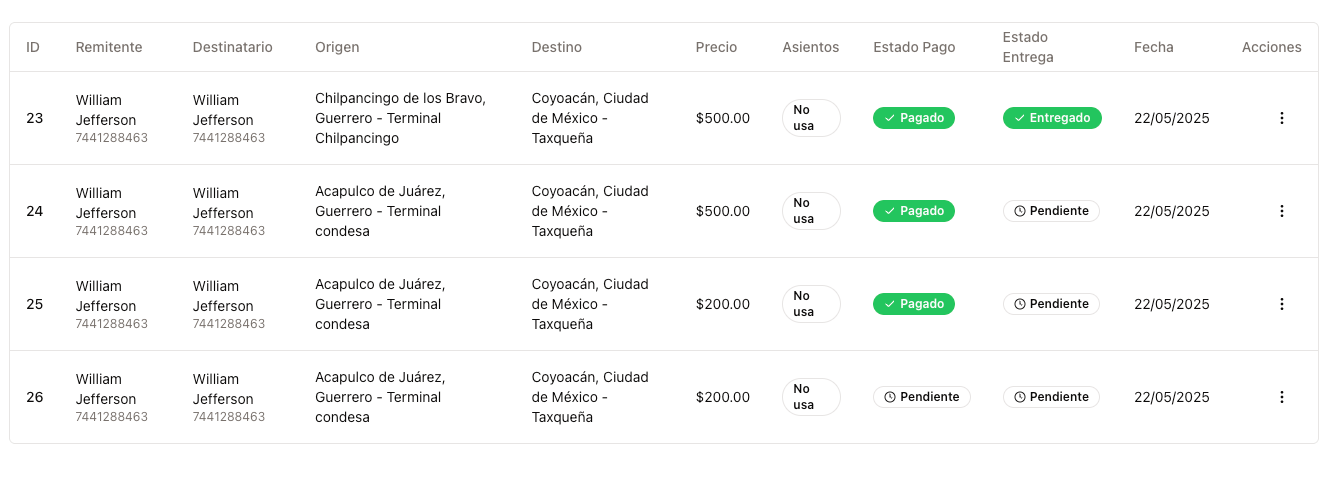 ID Remitente Destinatario Origen Destino Precio Asientos Estado Pago Estado Entrega Fecha Acciones
23
William
Jefferson
7441288463
William
Jefferson
7441288463
Chilpancingo de los Bravo,
Guerrero - Terminal
Chilpancingo
Coyoacán, Ciudad
de México -
Taxqueña
$500.00
No
usa
Pagado
Entregado
22/05/2025
24
William
Jefferson
7441288463
William
Jefferson
7441288463
Acapulco de Juárez,
Guerrero - Terminal
condesa
Coyoacán, Ciudad
de México -
Taxqueña
$500.00
No
usa
Pagado
Pendiente
22/05/2025
25
William
Jefferson
7441288463
William
Jefferson
7441288463
Acapulco de Juárez,
Guerrero - Terminal
condesa
Coyoacán, Ciudad
de México -
Taxqueña
$200.00
No
usa
Pagado
Pendiente
22/05/2025
26
William
Jefferson
7441288463
William
Jefferson
7441288463
Acapulco de Juárez,
Guerrero - Terminal
condesa
Coyoacán, Ciudad
de México -
Taxqueña
$200.00
No
usa
Pendiente
Pendiente
22/05/2025